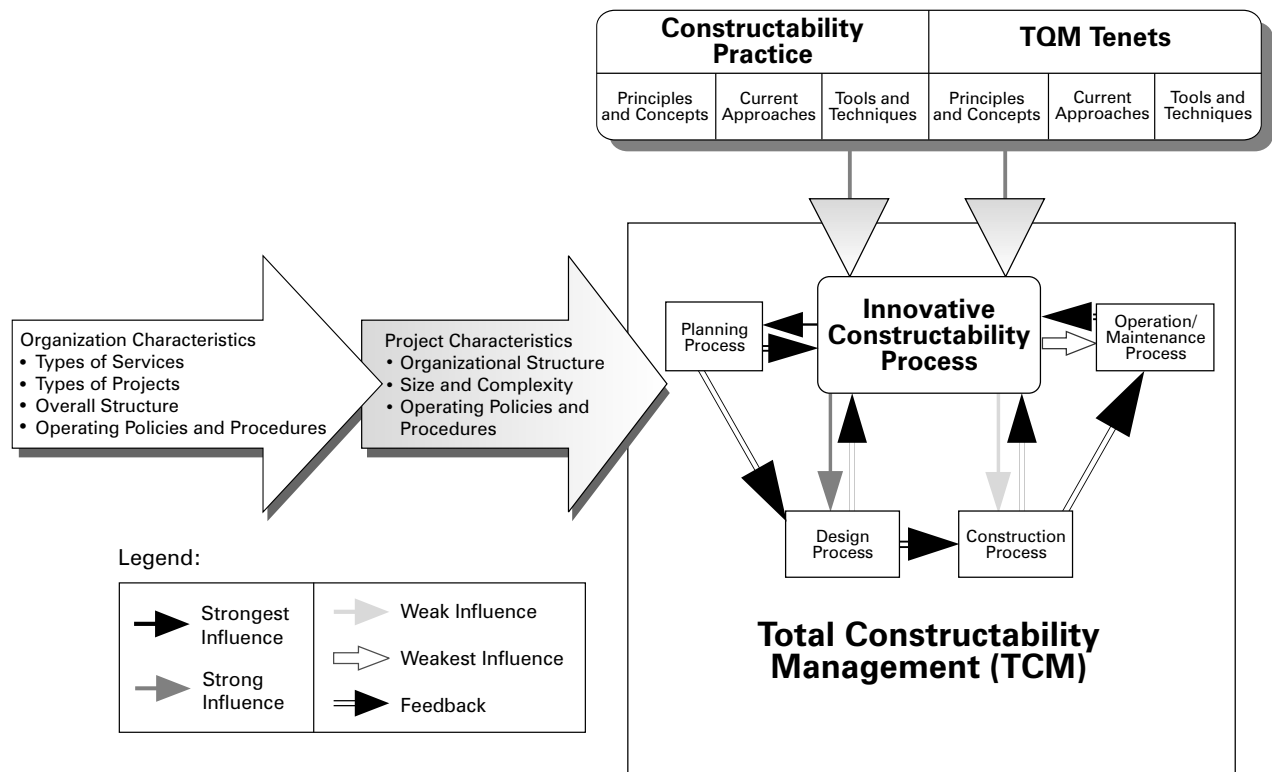 Constructability
Practice
TQM Tenets
Principles
and Concepts
Current
Approaches
Tools and
Techniques
Principles
and Concepts
Current
Approaches
Tools and
Techniques
Organization Characteristics
• Types of Services
• Types of Projects
• Overall Structure
• Operating Policies and Procedures
Project Characteristics
• Organizational Structure
• Size and Complexity
• Operating Policies and
Procedures
Planning
Process
Innovative
Constructability
Process
Operation/
Maintenance
Process
Design
Process
Construction
Process
Total Constructability
Management (TCM)
Legend:
Strongest
Influence
Strong
Influence
Weak Influence
Weakest Influence
Feedback